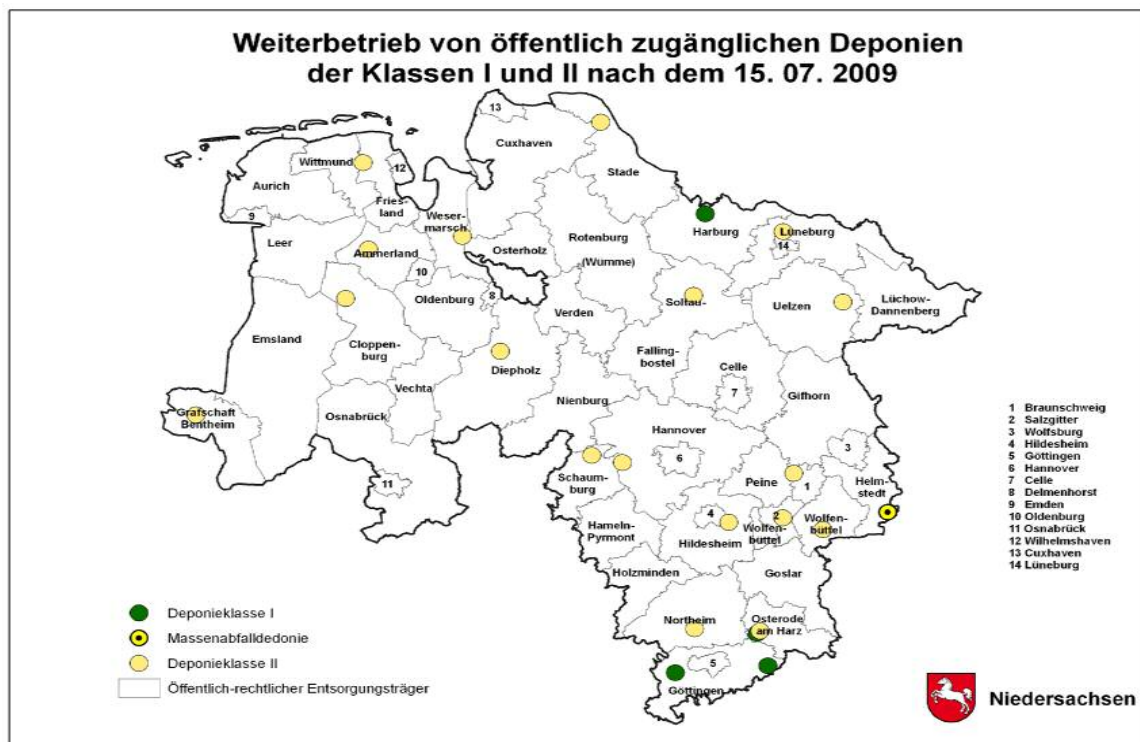 Weiterbetrieb von öffentlich zugänglichen Deponien
der Klassen I und II nach dem 15. 07. 2009
13
Cuxhaven
Wittmund
12
Stade
Aurich
Fries-
land
9
Weser-
marsch
Harburg
Lüneburg
14
Leer
Ammerland
Osterholz
Rotenburg
(Wümme)
10
Oldenburg
8
Verden
Soltau-
Uelzen
Lüchow-
Dannenberg
Emsland
Cloppen-
burg
Diepholz
Falling-
bostel
Celle
7
Vechta
Nienburg
Gifhorn
Grafschaft
Bentheim
Osnabrück
Hannover
6
3
11
Schaum-
burg
Peine
1
Helm-
stedt
Hameln-
Pyrmont
4
Hildesheim
2
Wolfen-
büttel
Wolfen-
büttel
Holzminden
Goslar
Northeim
Osterode
am Harz
5
Göttingen
1 Braunschweig
2 Salzgitter
3 Wolfsburg
4 Hildesheim
5 Göttingen
6 Hannover
7 Celle
8 Delmenhorst
9 Emden
10 Oldenburg
11 Osnabrück
12 Wilhelmshaven
13 Cuxhaven
14 Lüneburg
Deponieklasse I
Massenabfalldedonie
Deponieklasse II
Öffentlich-rechtlicher Entsorgungsträger
Niedersachsen